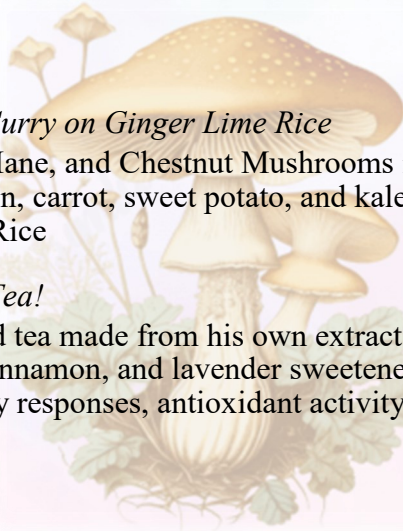 urry on Ginger Lime Rice
ane, and Chestnut Mushrooms
n, carrot, sweet potato, and kale
Rice
Tea!
d tea made from his own extract
nnamon, and lavender sweetene
y responses, antioxidant activity